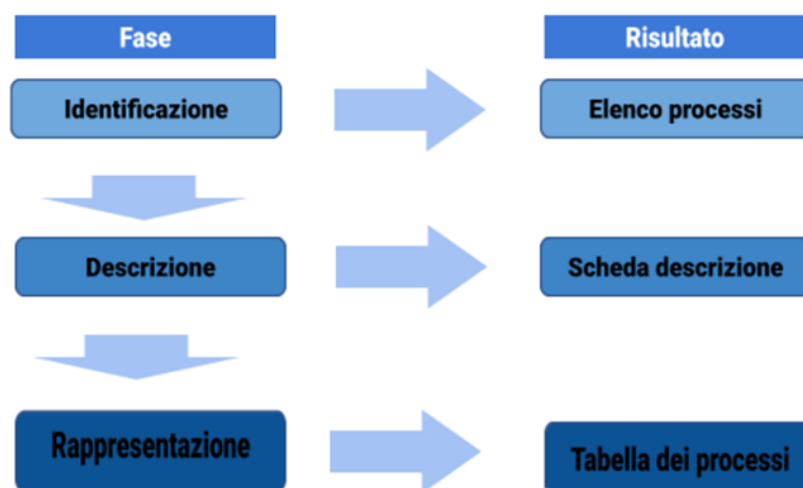 Fase
Risultato
Identificazione
Elenco processi
Descrizione
Scheda descrizione
Rappresentazione
Tabella dei processi